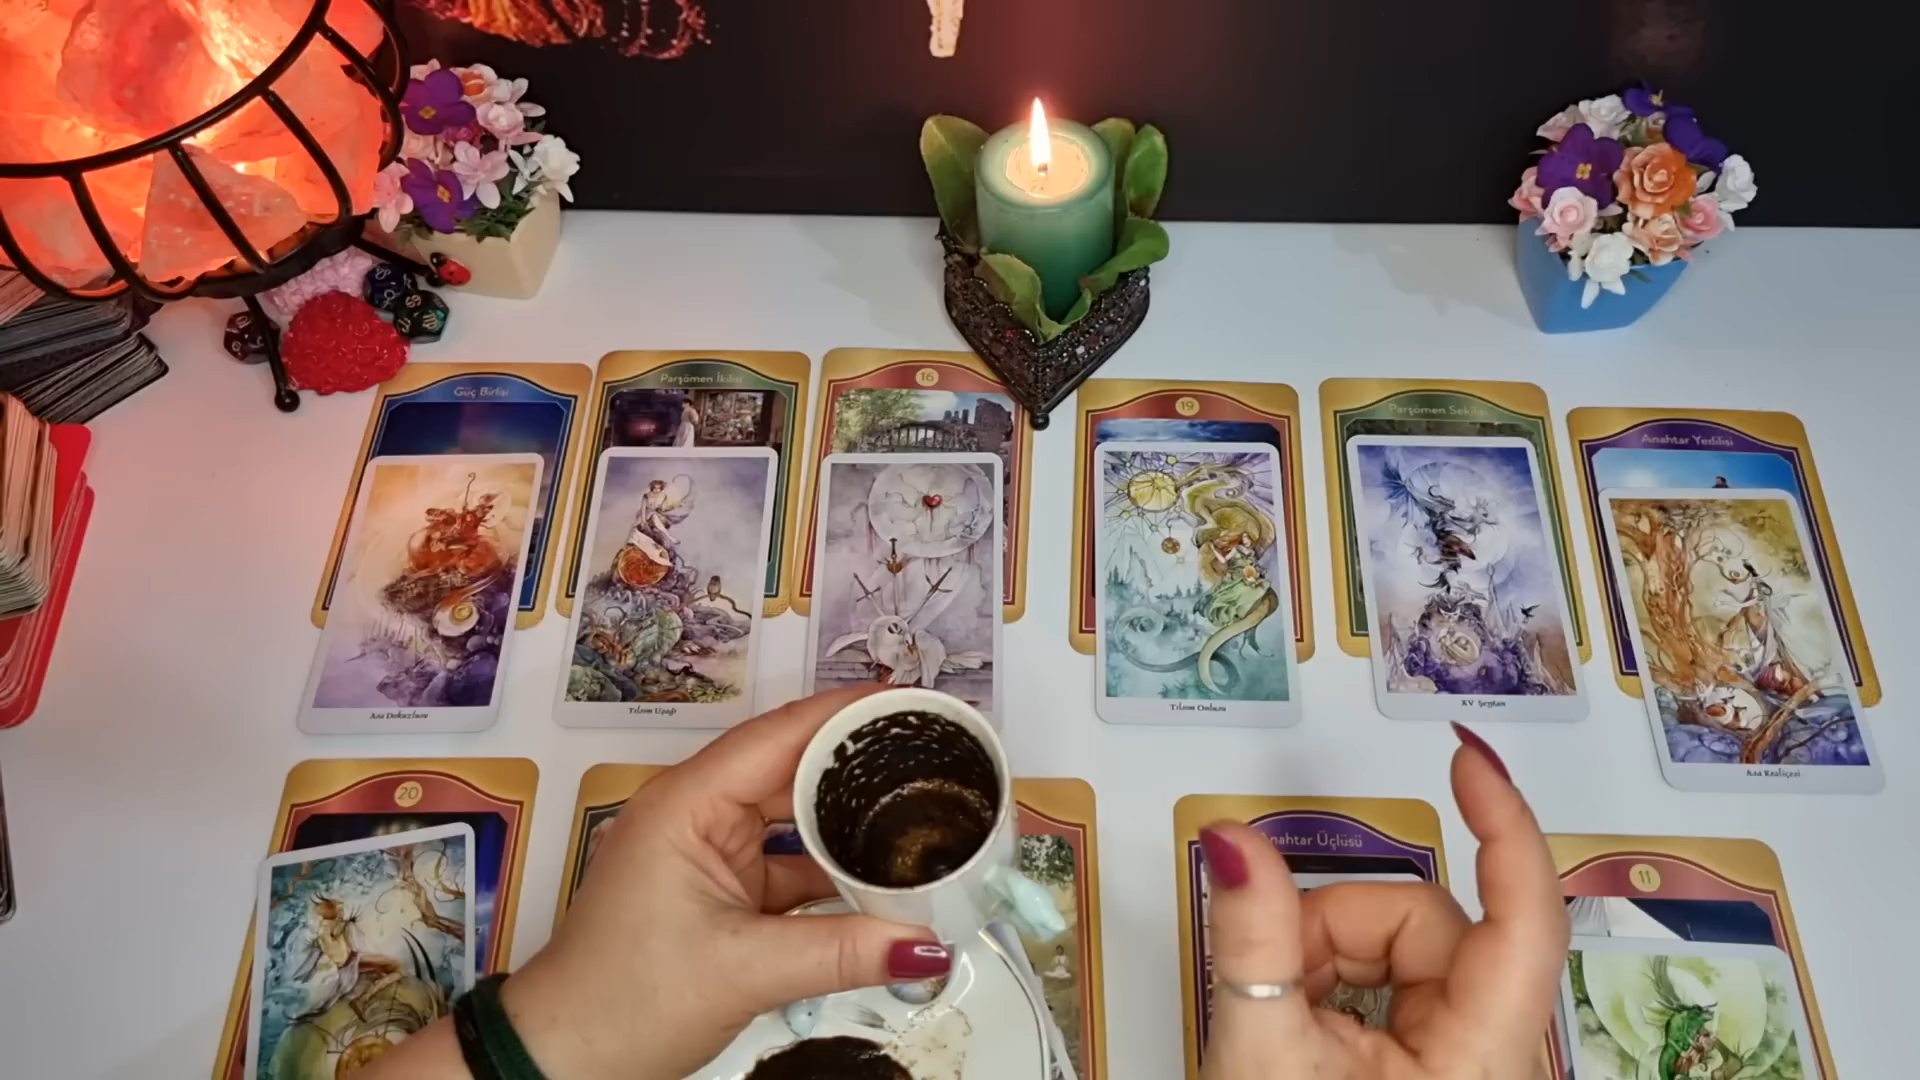 Güç Birlisi
Parşömen İkilisi
16
19
Parşömen Sekizlisi
Anahtar Yedilisi
Asa Dokuzlusu
Tılsım Uşağı
Tılsım Onlusu
XV Şeytan
Asa Kraliçesi
20
Anahtar Üçlüsü
11